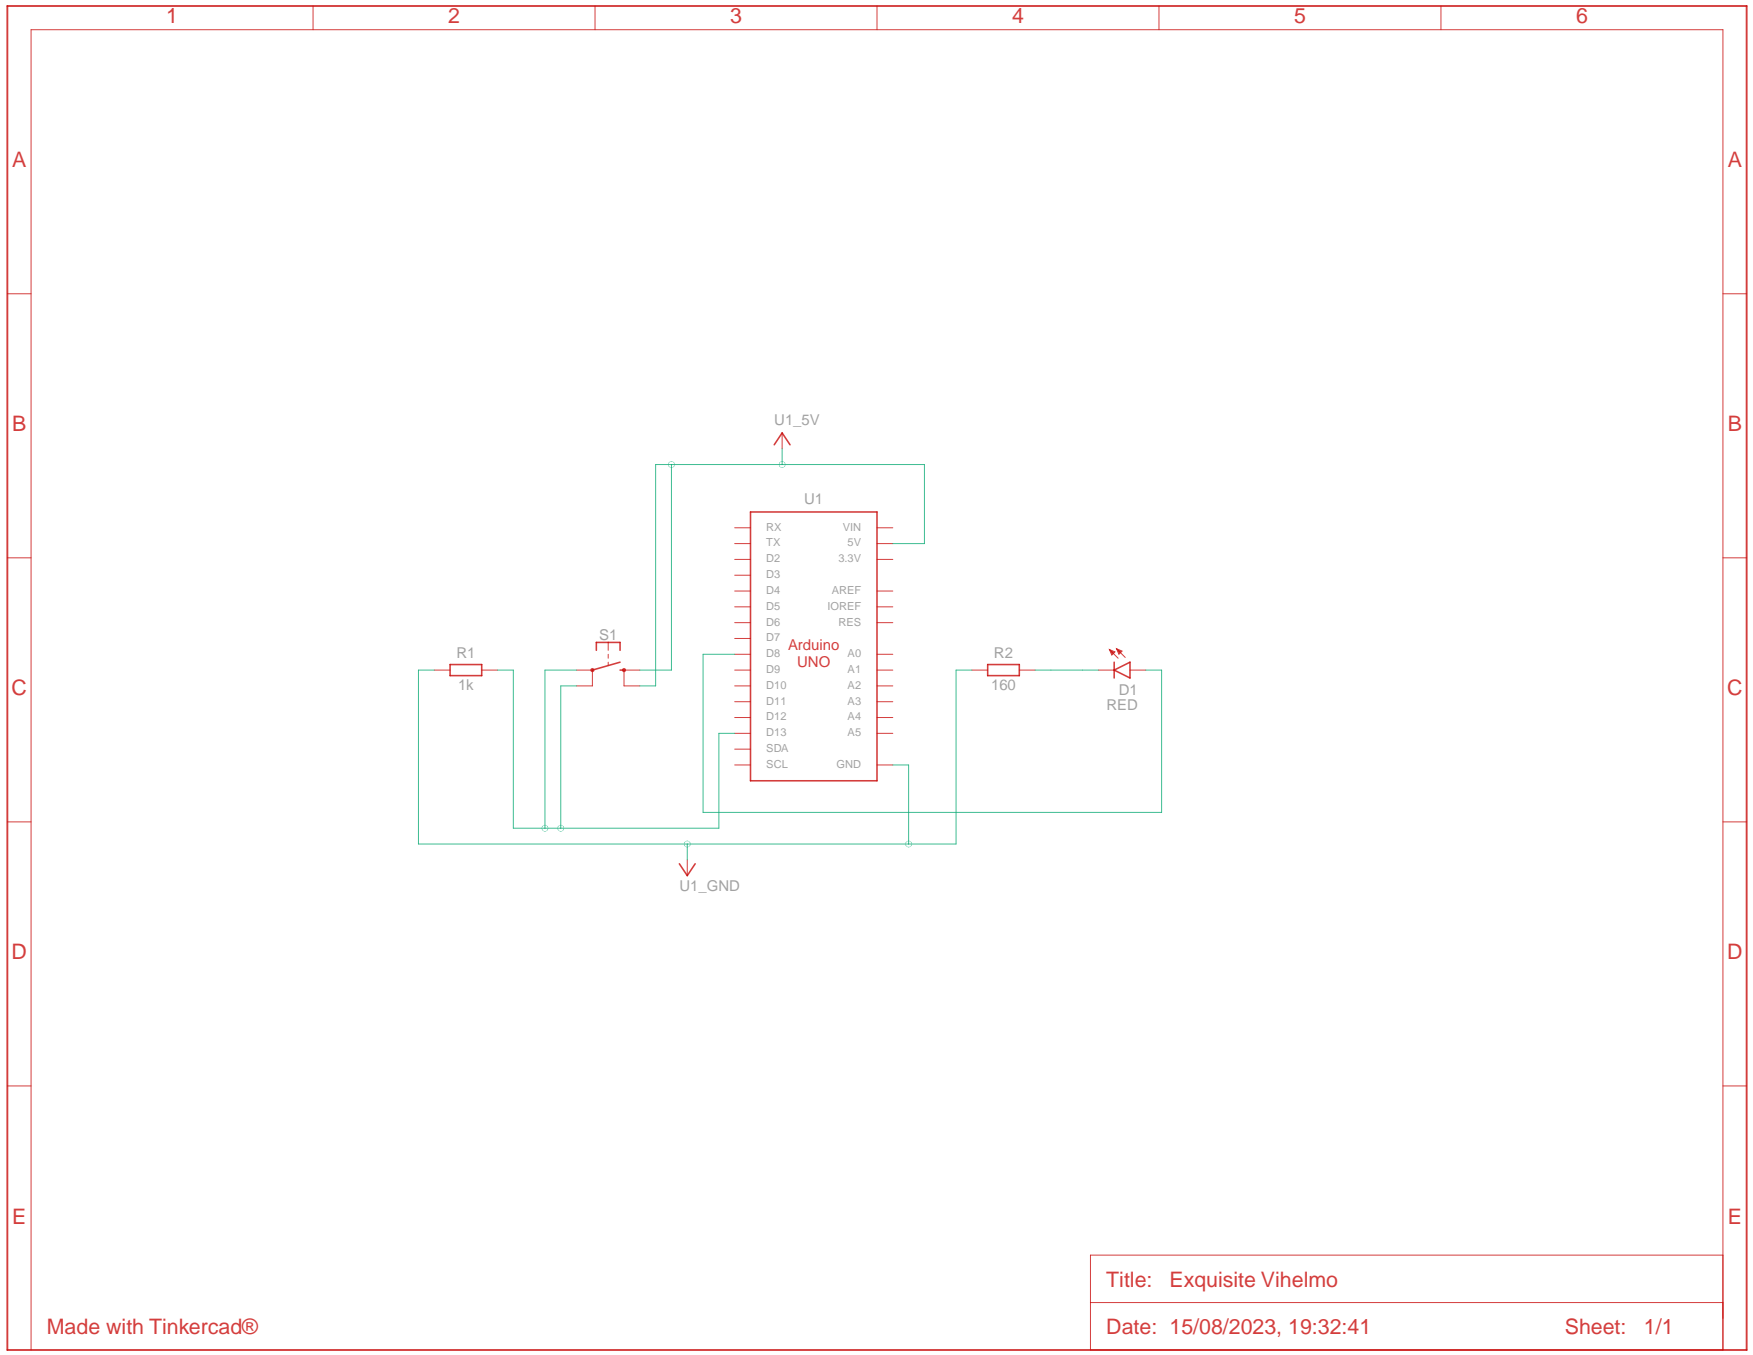 1 2 3 4 5 6
A A
B B
U1_5V
U1
RX VIN
TX 5V
D2 3.3V
D3
D4 AREF
D5 IOREF
D6 RES
D7
Arduino
UNO
D8 A0
D9 A1
D10 A2
D11 A3
D12 A4
D13 A5
SDA
SCL GND
S1
R1
1k
R2
160
D1
RED
C C
U1_GND
D D
E E
Title: Exquisite Vihelmo
Made with Tinkercad®
Date: 15/08/2023, 19:32:41 Sheet: 1/1